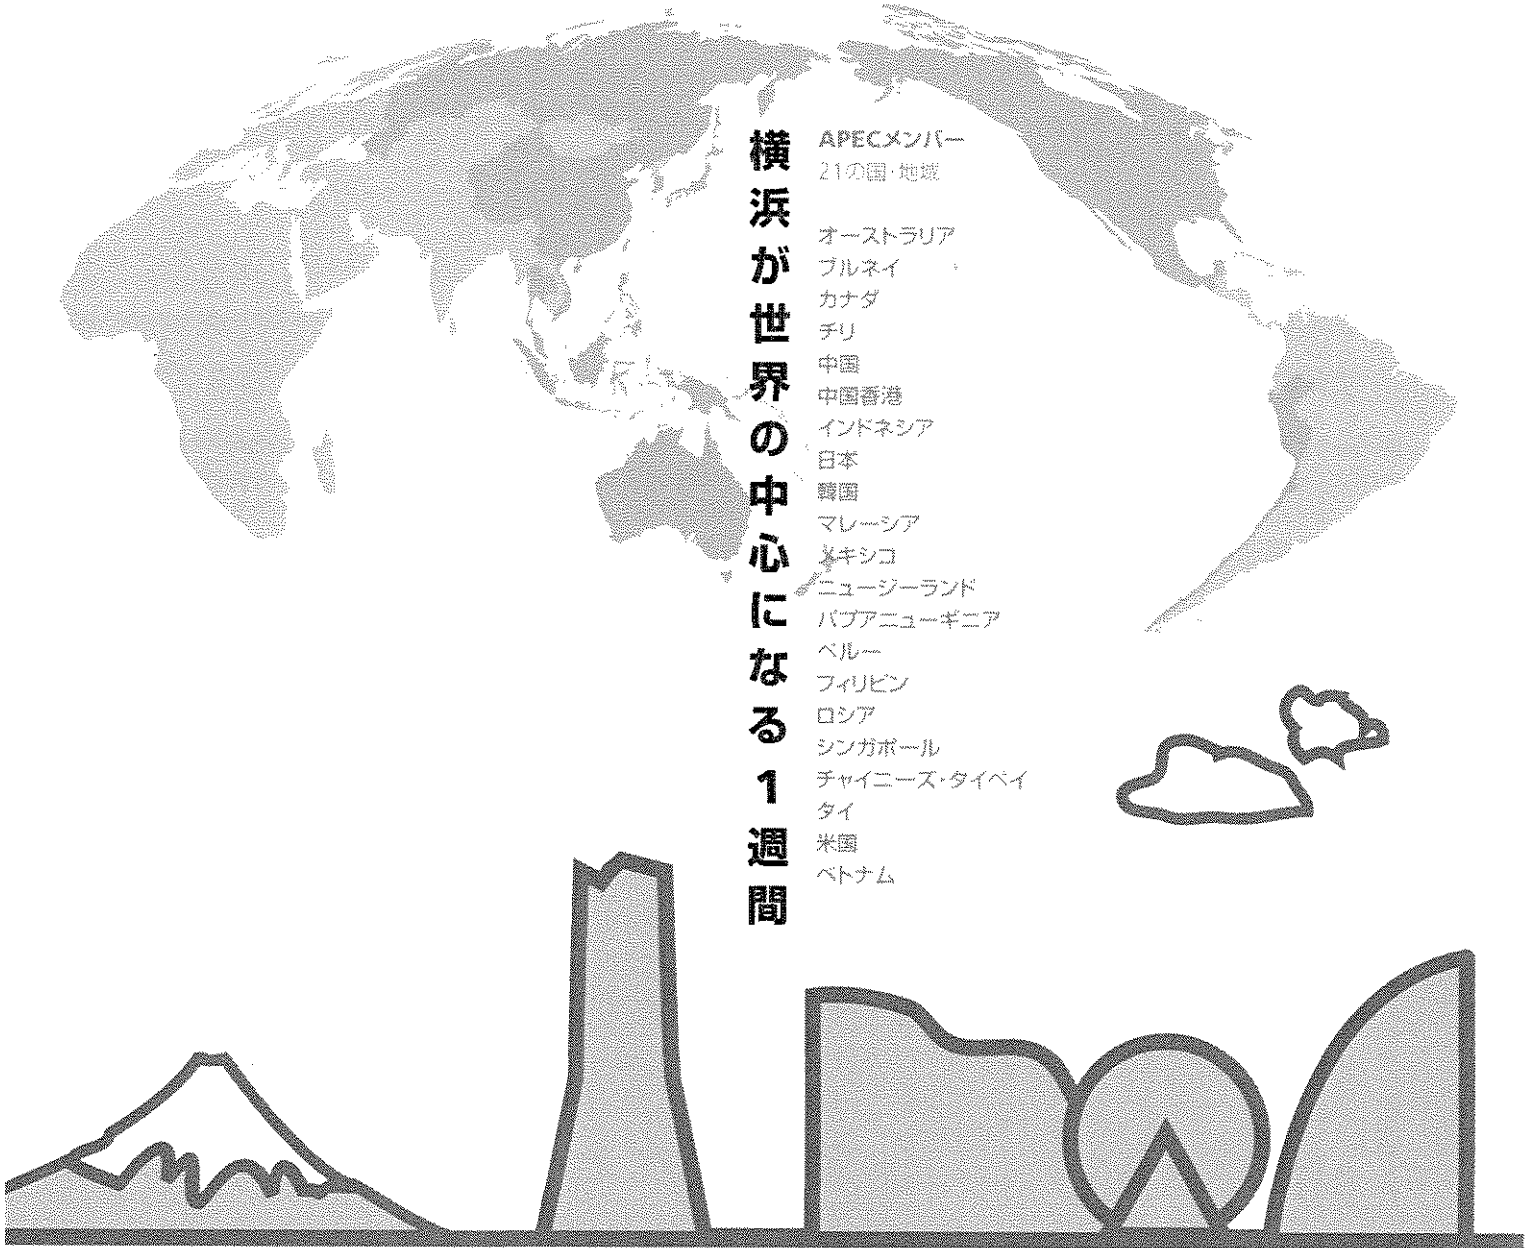 横浜が世界の中心になる1週間
APECメンバー
21の国・地域
オーストラリア
ブルネイ
カナダ
チリ
中国
中国香港
インドネシア
日本
韓国
マレーシア
メキシコ
ニュージーランド
パプアニューギニア
ペルー
フィリピン
ロシア
シンガポール
チャイニーズ・タイペイ
タイ
米国
ベトナム